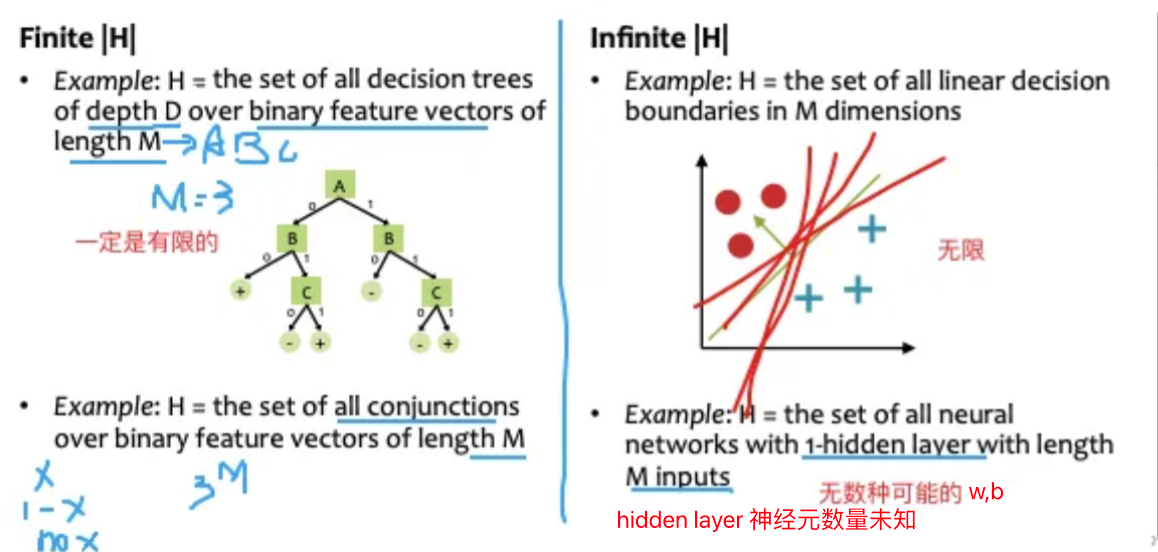 Finite |H|
• Example: H = the set of all decision trees
of depth D over binary feature vectors of
length M → A B C
M=3
一定是有限的
A
0 1
B B
0 1 0 1
+ C - C
0 1 0 1
- + - +
• Example: H = the set of all conjunctions
over binary feature vectors of length M
X
1-X
no x
3^M
Infinite |H|
• Example: H = the set of all linear decision
boundaries in M dimensions
无限
• Example: H = the set of all neural
networks with 1-hidden layer with length
M inputs
无数种可能的 w,b
hidden layer 神经元数量未知
2